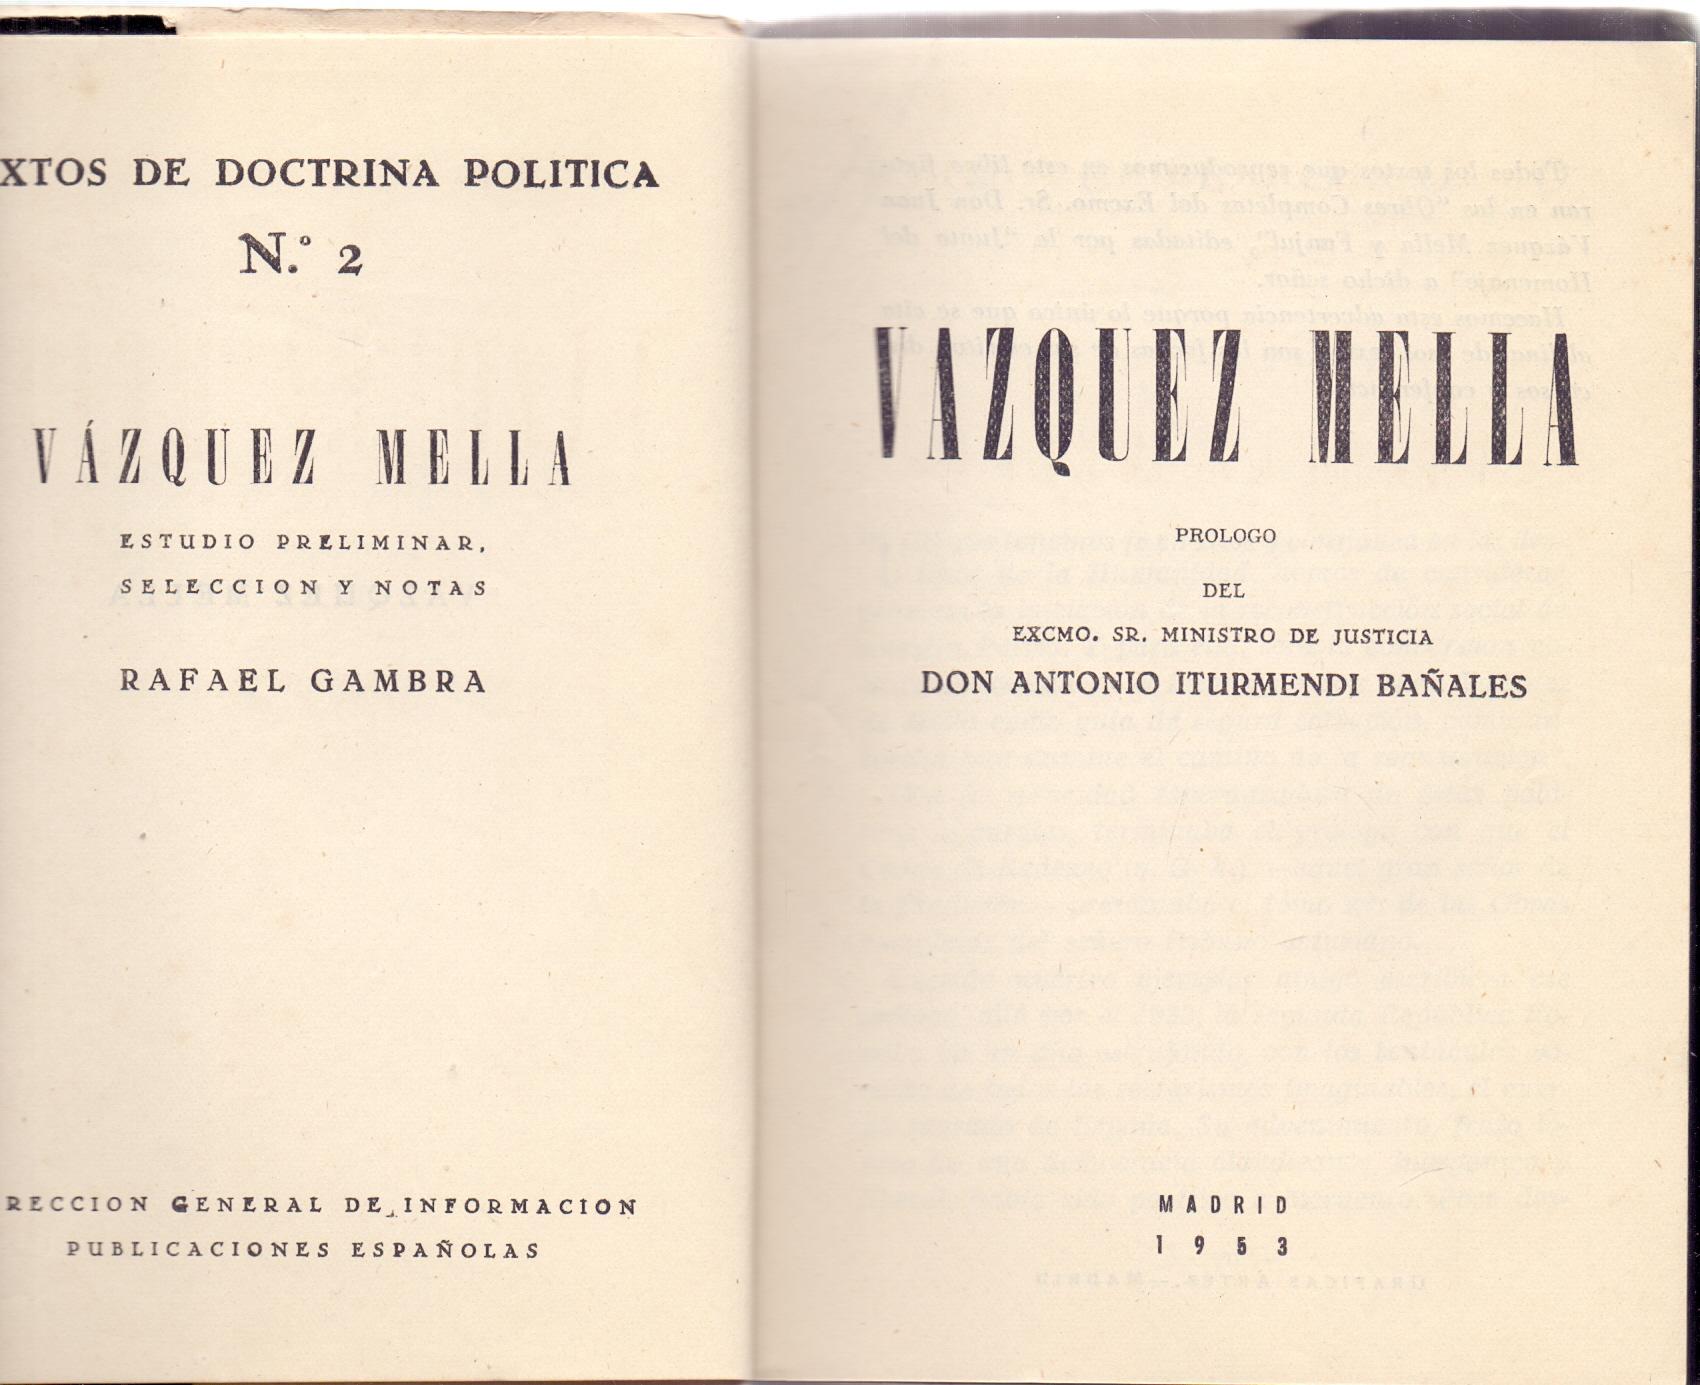 XTOS DE DOCTRINA POLITICA
N.º 2
VÁZQUEZ MELLA
ESTUDIO PRELIMINAR,
SELECCION Y NOTAS
RAFAEL GAMBRA
RECCION GENERAL DE INFORMACION
PUBLICACIONES ESPAÑOLAS
VAZQUEZ MELLA
PROLOGO
DEL
EXCMO. SR. MINISTRO DE JUSTICIA
DON ANTONIO ITURMENDI BAÑALES
MADRID
1953